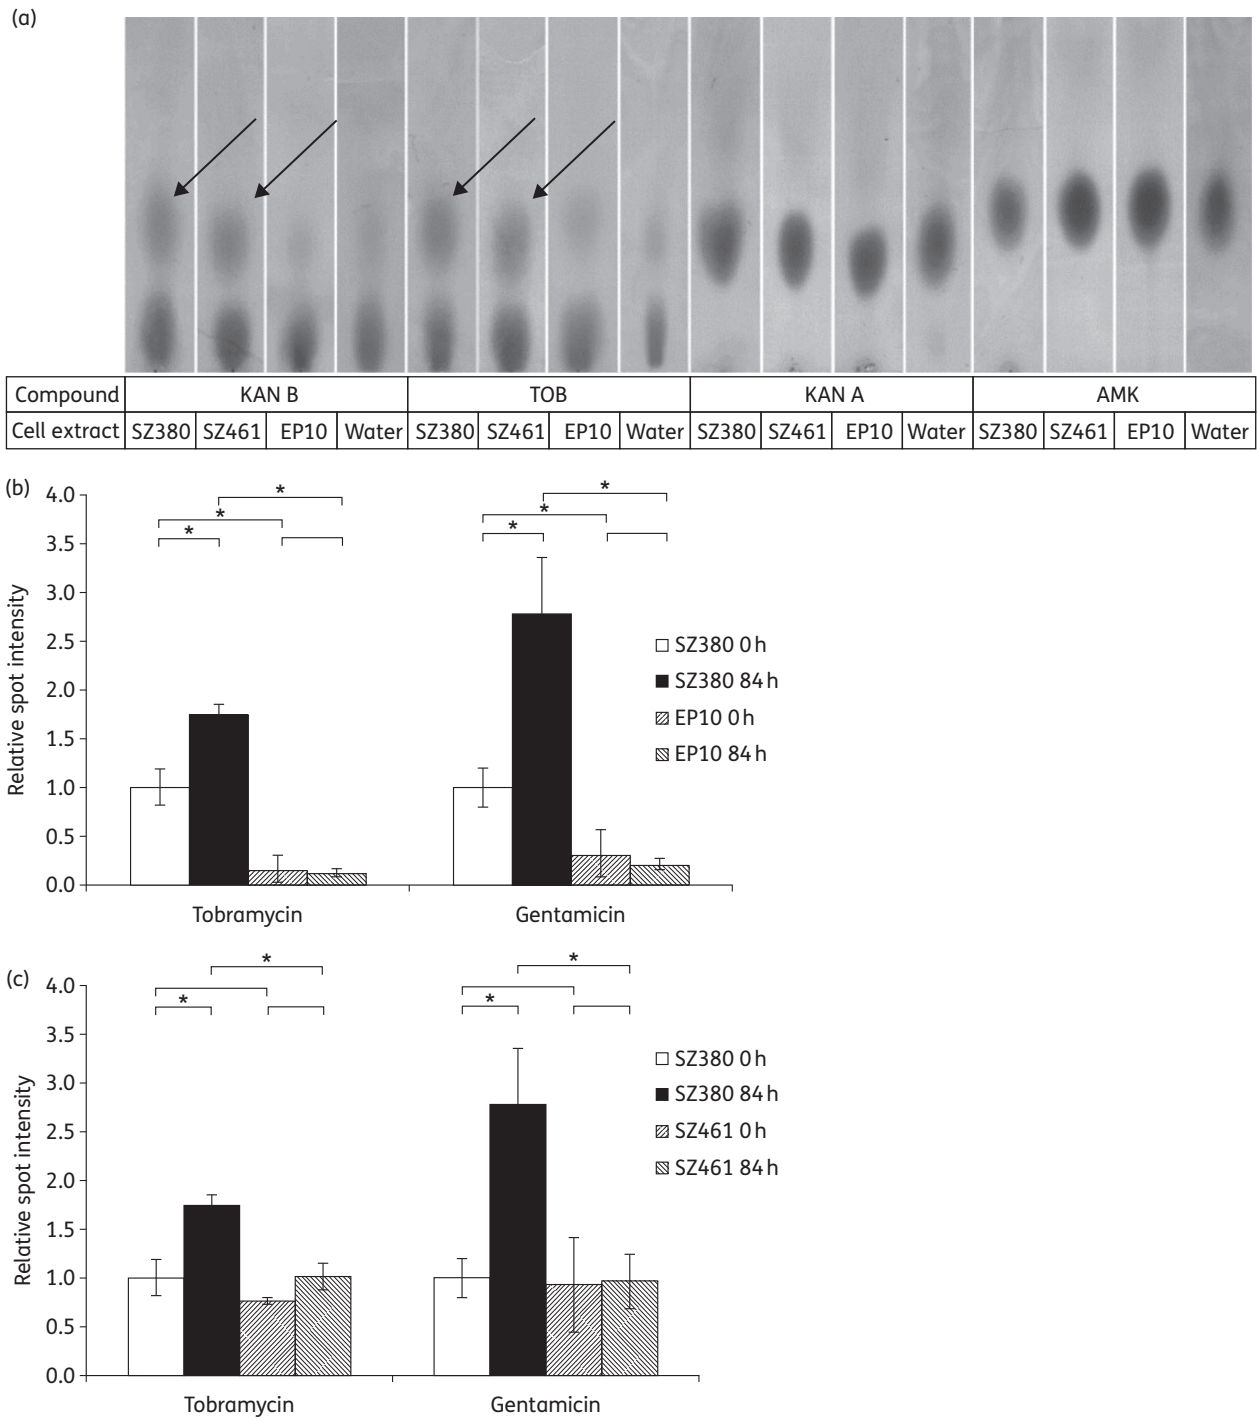 (a)
Compound KAN B TOB KAN A AMK
Cell extract SZ380 SZ461 EP10 Water SZ380 SZ461 EP10 Water SZ380 SZ461 EP10 Water SZ380 SZ461 EP10 Water
(b)
4.0
3.5
3.0
2.5
2.0
1.5
1.0
0.5
0.0
Relative spot intensity
*
*
*
*
*
*
SZ380 0 h
SZ380 84 h
EP10 0 h
EP10 84 h
Tobramycin Gentamicin
(c)
4.0
3.5
3.0
2.5
2.0
1.5
1.0
0.5
0.0
Relative spot intensity
*
*
*
*
SZ380 0 h
SZ380 84 h
SZ461 0 h
SZ461 84 h
Tobramycin Gentamicin